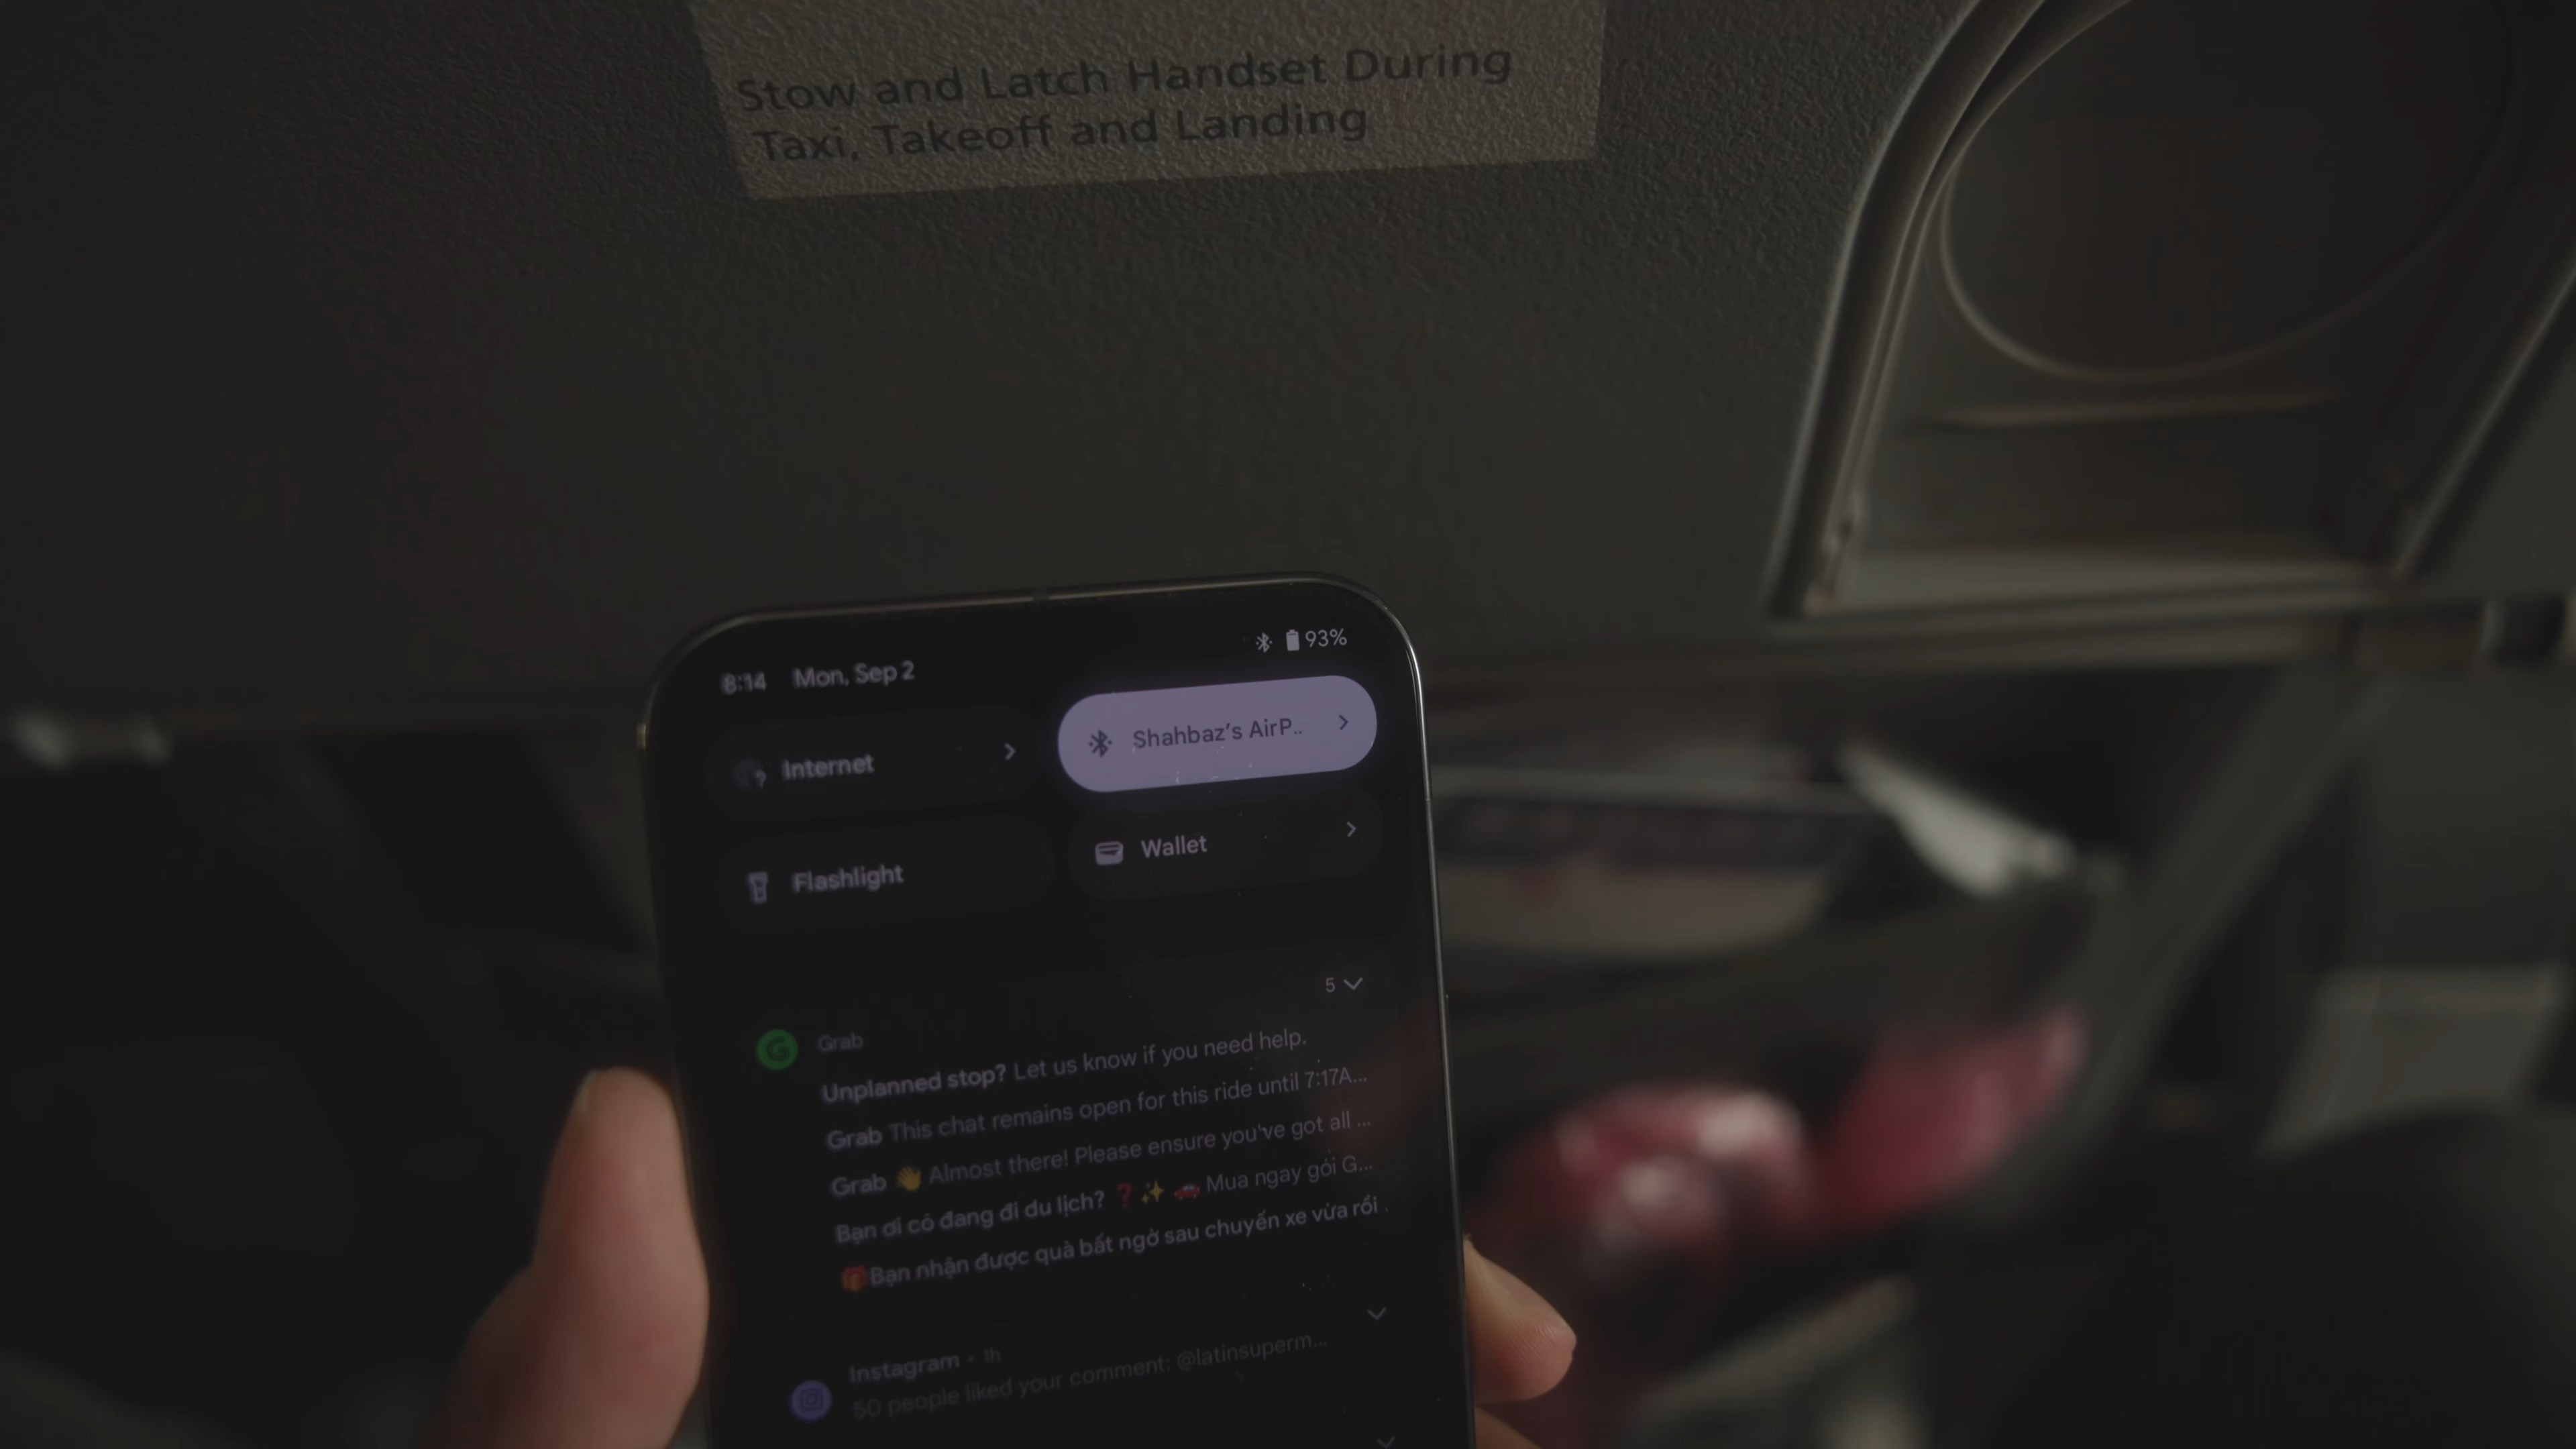 Stow and Latch Handset During
Taxi, Takeoff and Landing
8:14 Mon, Sep 2 93%
Internet
Shahbaz's AirP..
Flashlight
Wallet
5
Grab
Unplanned stop? Let us know if you need help.
Grab This chat remains open for this ride until 7:17A...
Grab 👋 Almost there! Please ensure you've got all ...
Bạn ơi có đang đi du lịch? ❓✨🚗 Mua ngay gói G...
🎁Bạn nhận được quà bất ngờ sau chuyến xe vừa rồi .
Instagram • 1h
50 people liked your comment: @latinsuperm...